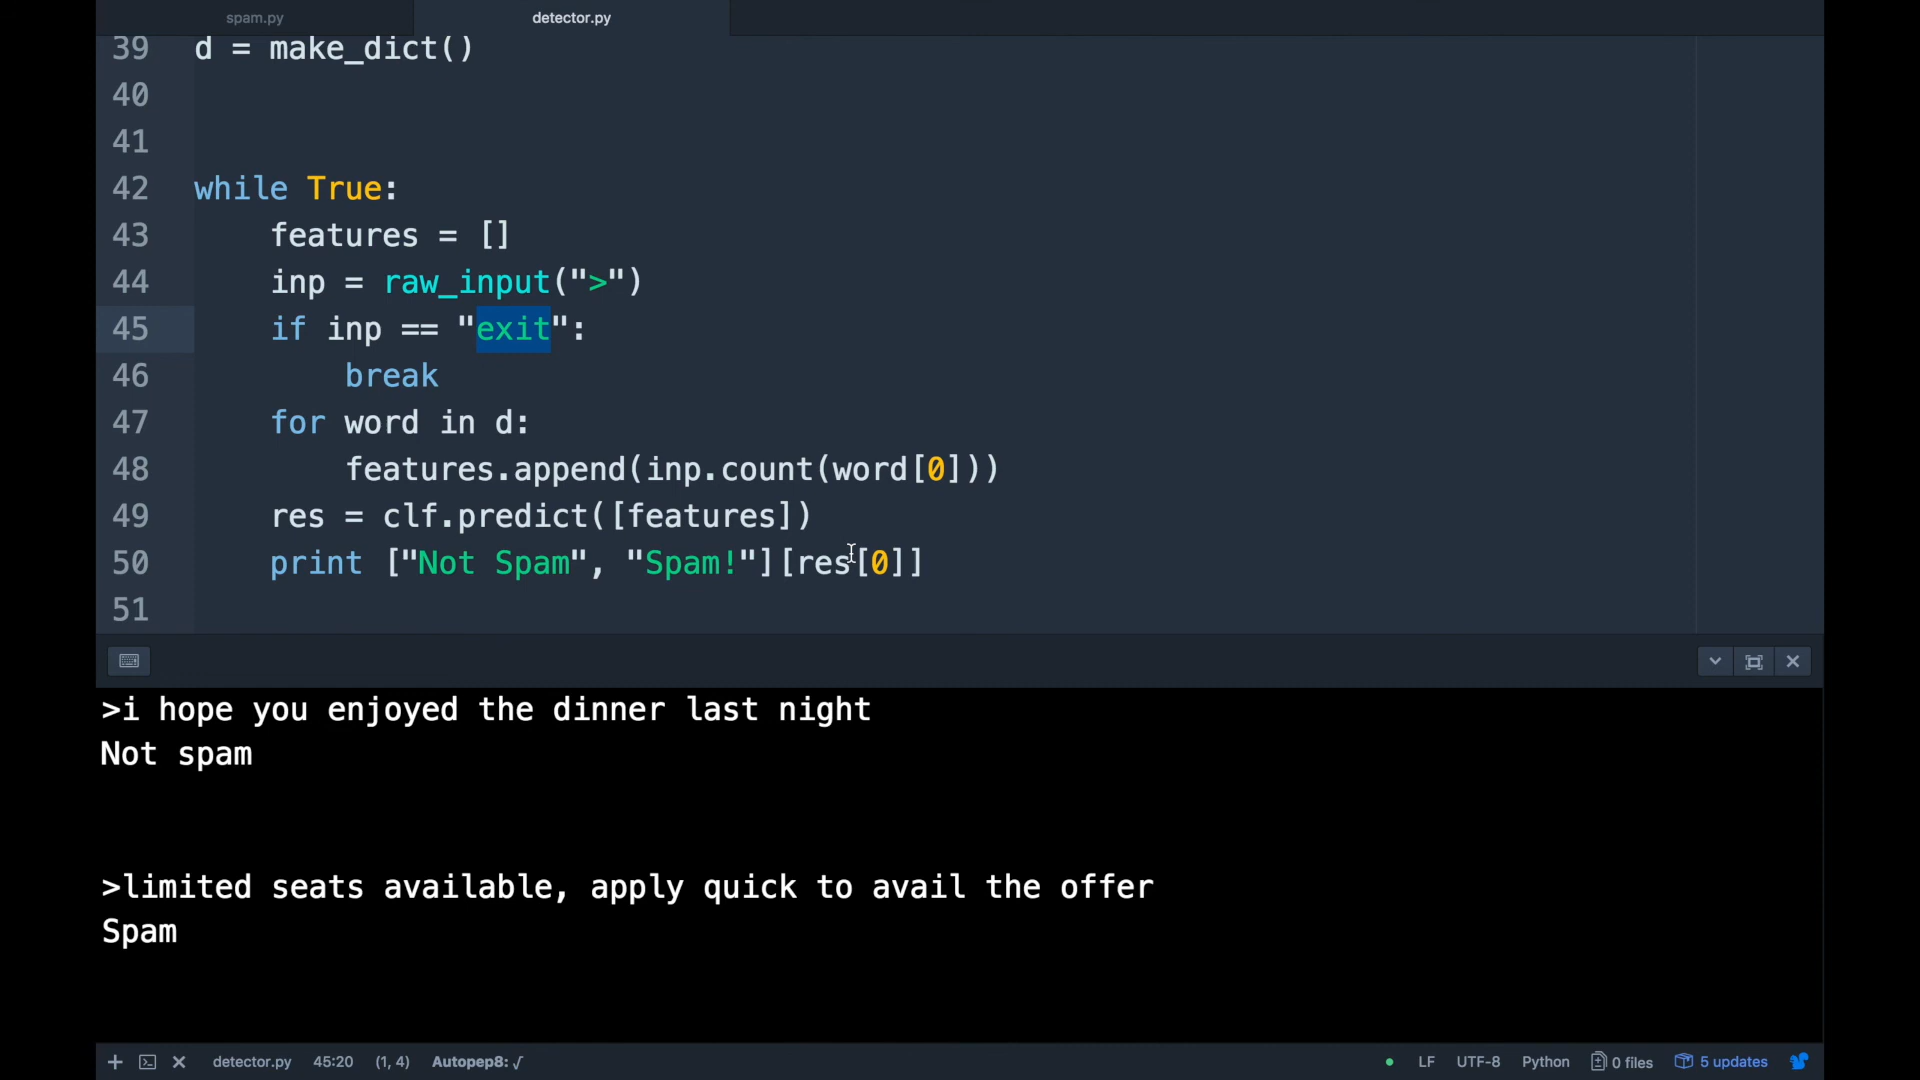 spam.py
detector.py
39 d = make_dict()
40
41
42 while True:
43 features = []
44 inp = raw_input(">")
45 if inp == "exit":
46 break
47 for word in d:
48 features.append(inp.count(word[0]))
49 res = clf.predict([features])
50 print ["Not Spam", "Spam!"][res[0]]
51
>i hope you enjoyed the dinner last night
Not spam
>limited seats available, apply quick to avail the offer
Spam
detector.py 45:20 (1, 4) Autopep8: √ LF UTF-8 Python 0 files 5 updates